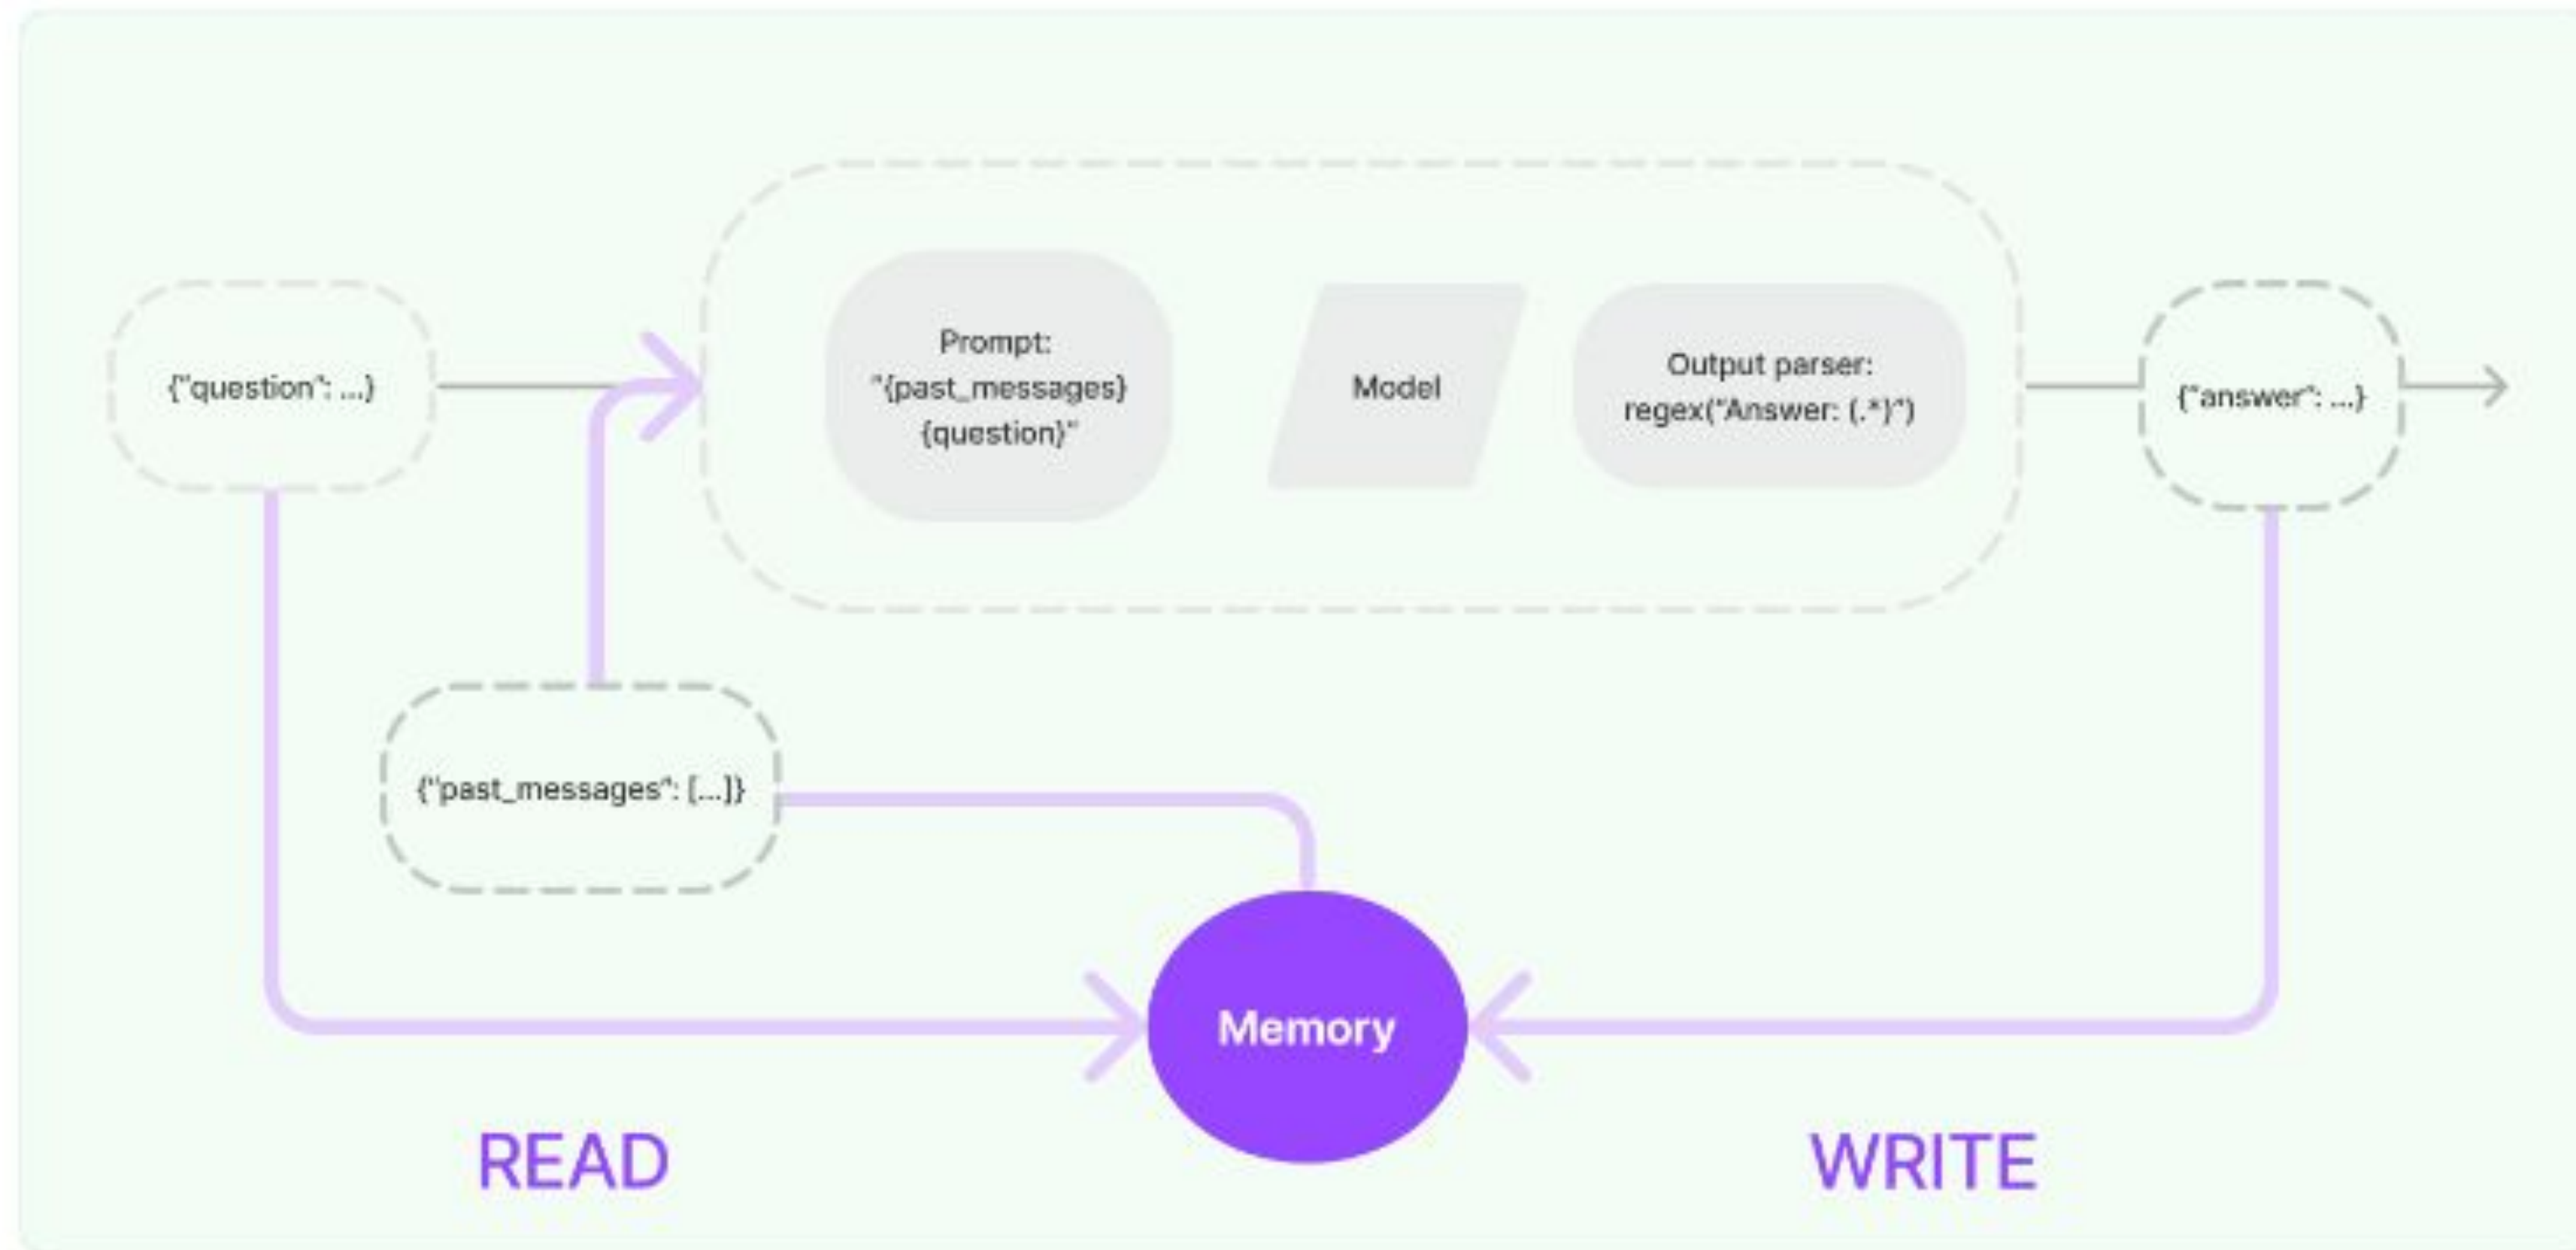 {"question": ...}
Prompt:
"{past_messages}
{question}"
Model
Output parser:
regex("Answer: (.*)")
{"answer": ...}
{"past_messages": [...]}
Memory
READ
WRITE